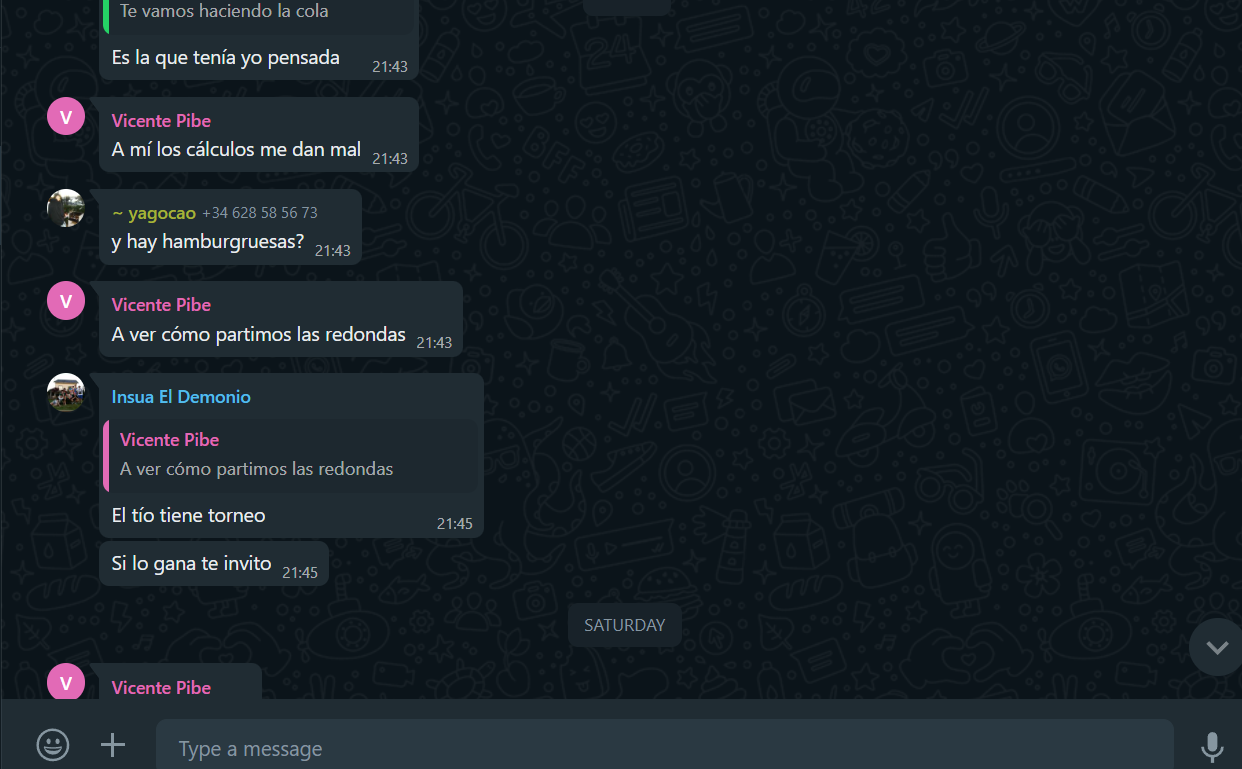 Te vamos haciendo la cola
Es la que tenía yo pensada
21:43
V
Vicente Pibe
A mí los cálculos me dan mal
21:43
~ yagocao +34 628 58 56 73
y hay hamburgruesas?
21:43
V
Vicente Pibe
A ver cómo partimos las redondas
21:43
Insua El Demonio
Vicente Pibe
A ver cómo partimos las redondas
El tío tiene torneo
21:45
Si lo gana te invito
21:45
SATURDAY
V
Vicente Pibe
Type a message